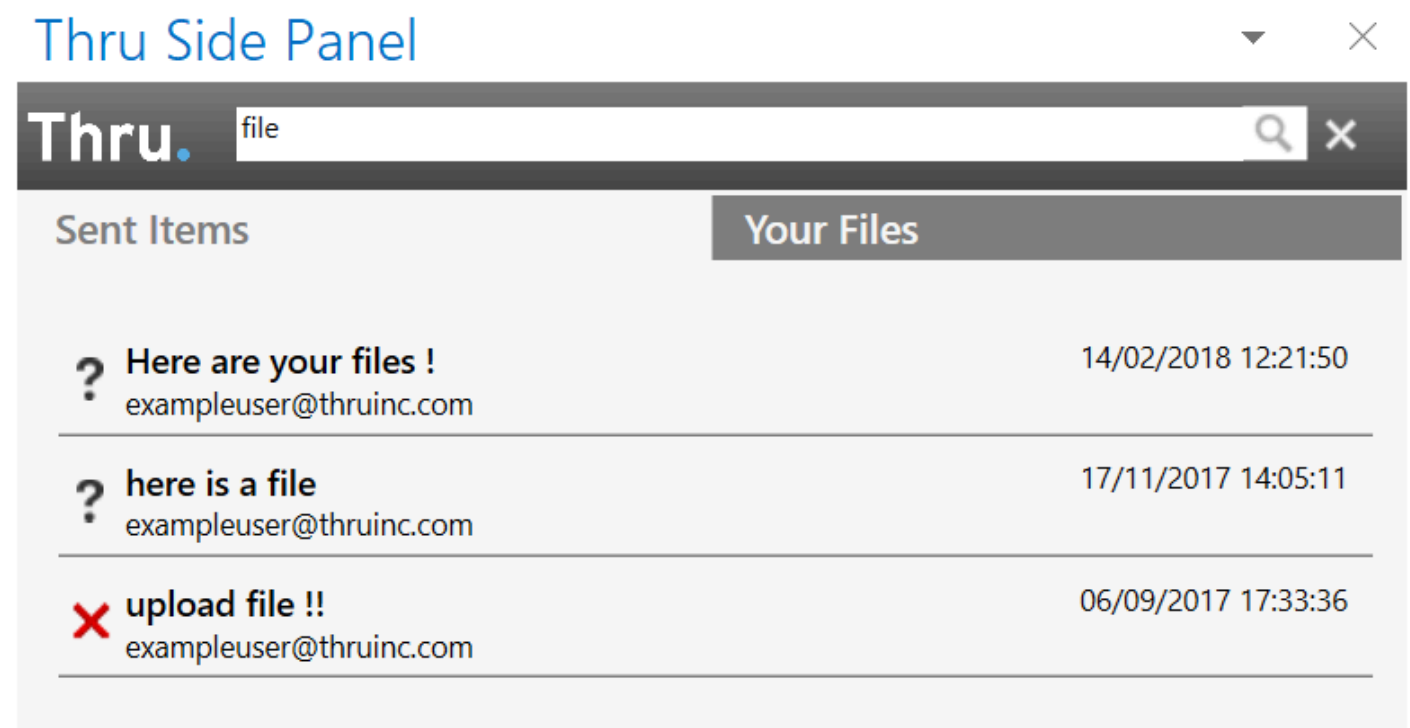 Thru Side Panel
Thru. file
Sent Items Your Files
Here are your files ! 14/02/2018 12:21:50
exampleuser@thruinc.com
here is a file 17/11/2017 14:05:11
exampleuser@thruinc.com
upload file !! 06/09/2017 17:33:36
exampleuser@thruinc.com